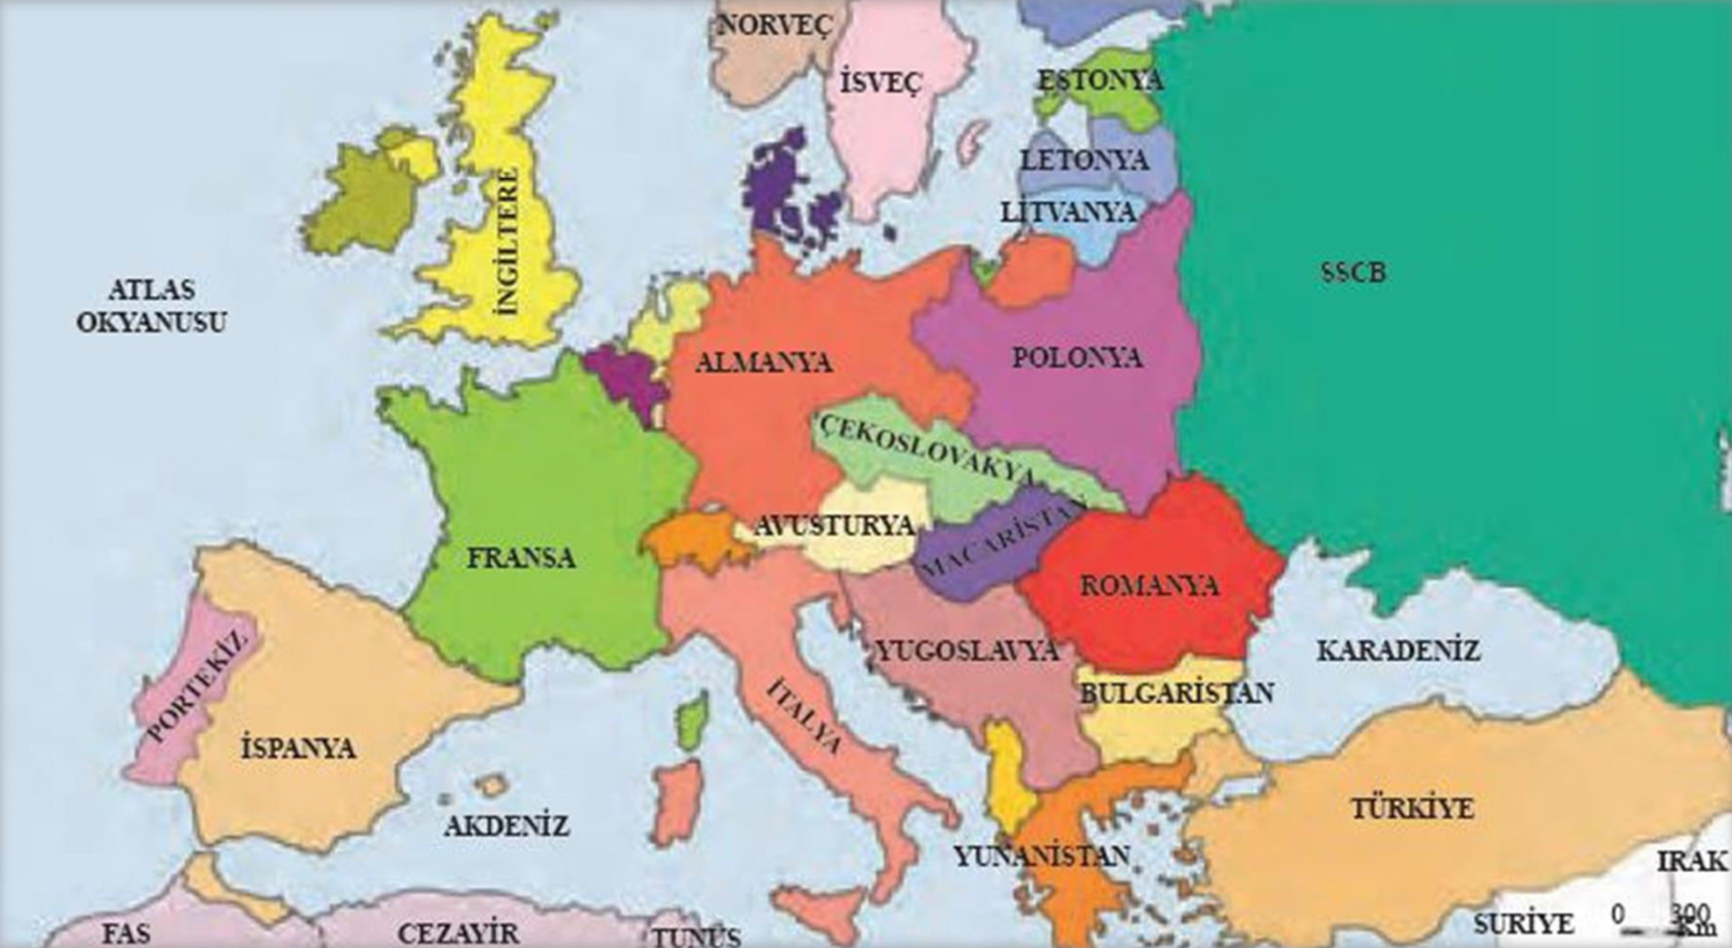 NORVEÇ
İSVEÇ
ESTONYA
LETONYA
LİTVANYA
İNGİLTERE
ATLAS
OKYANUSU
SSCB
ALMANYA
POLONYA
ÇEKOSLOVAKYA
AVUSTURYA
MACARİSTAN
FRANSA
ROMANYA
YUGOSLAVYA
KARADENİZ
BULGARİSTAN
PORTEKİZ
İSPANYA
İTALYA
AKDENİZ
TÜRKİYE
YUNANİSTAN
IRAK
SURİYE
0 300
Km
FAS
CEZAYİR
TUNUS